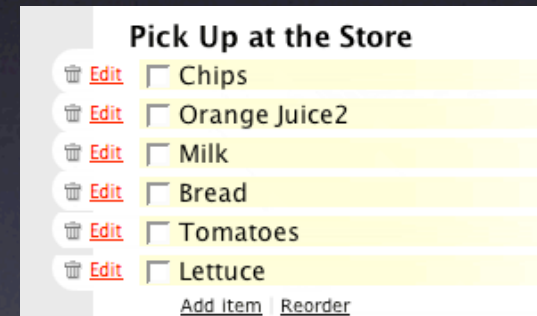 Pick Up at the Store
Edit Chips
Edit Orange Juice2
Edit Milk
Edit Bread
Edit Tomatoes
Edit Lettuce
Add item | Reorder